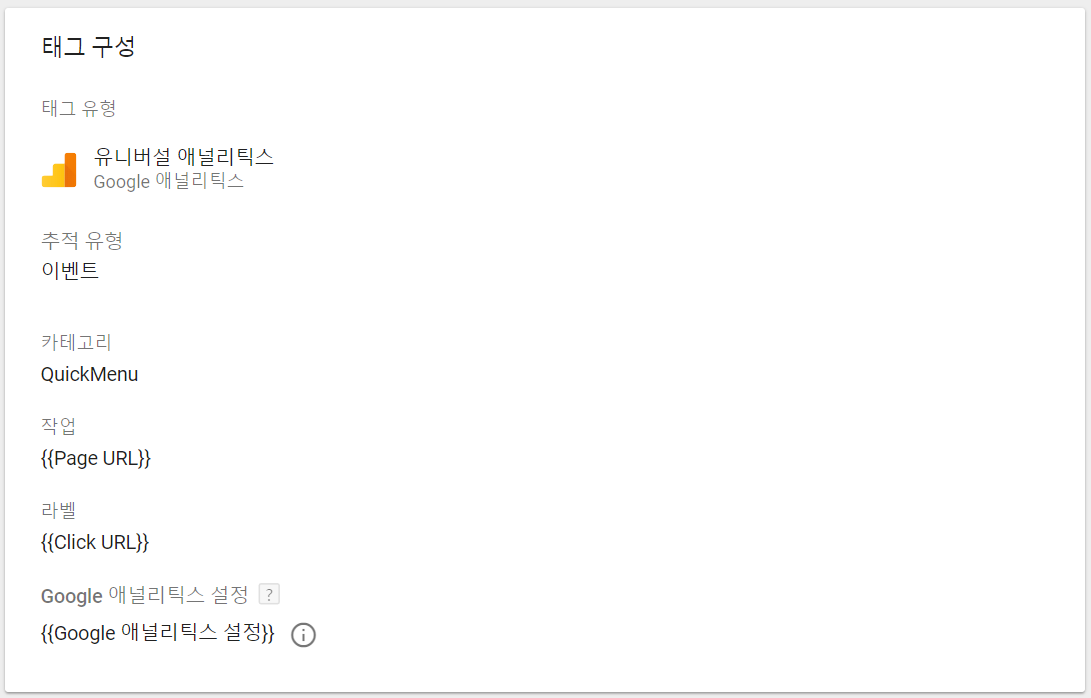 태그 구성
태그 유형
유니버설 애널리틱스
Google 애널리틱스
추적 유형
이벤트
카테고리
QuickMenu
작업
{{Page URL}}
라벨
{{Click URL}}
Google 애널리틱스 설정 ?
{{Google 애널리틱스 설정}}